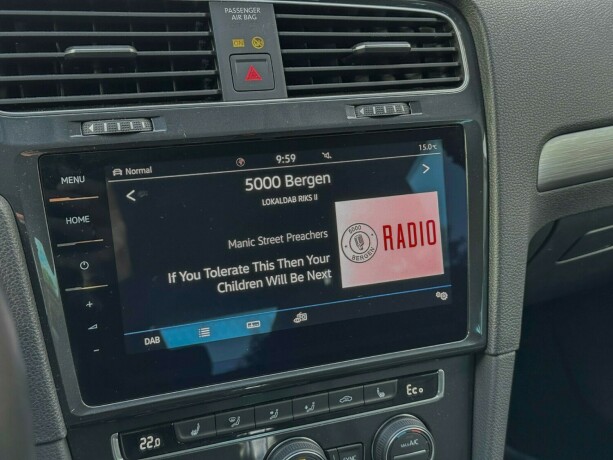 PASSENGER
AIR BAG
Normal
9:59
15.0°C
MENU
5000 Bergen
LOKALDAB RIKS II
HOME
Manic Street Preachers
5000
BERGEN
RADIO
If You Tolerate This Then Your
Children Will Be Next
+
-
DAB
Eco
22.0
A/C
SYNC